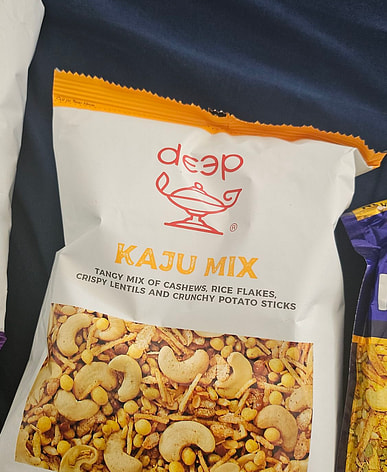 deep
®
KAJU MIX
TANGY MIX OF CASHEWS, RICE FLAKES,
CRISPY LENTILS AND CRUNCHY POTATO STICKS